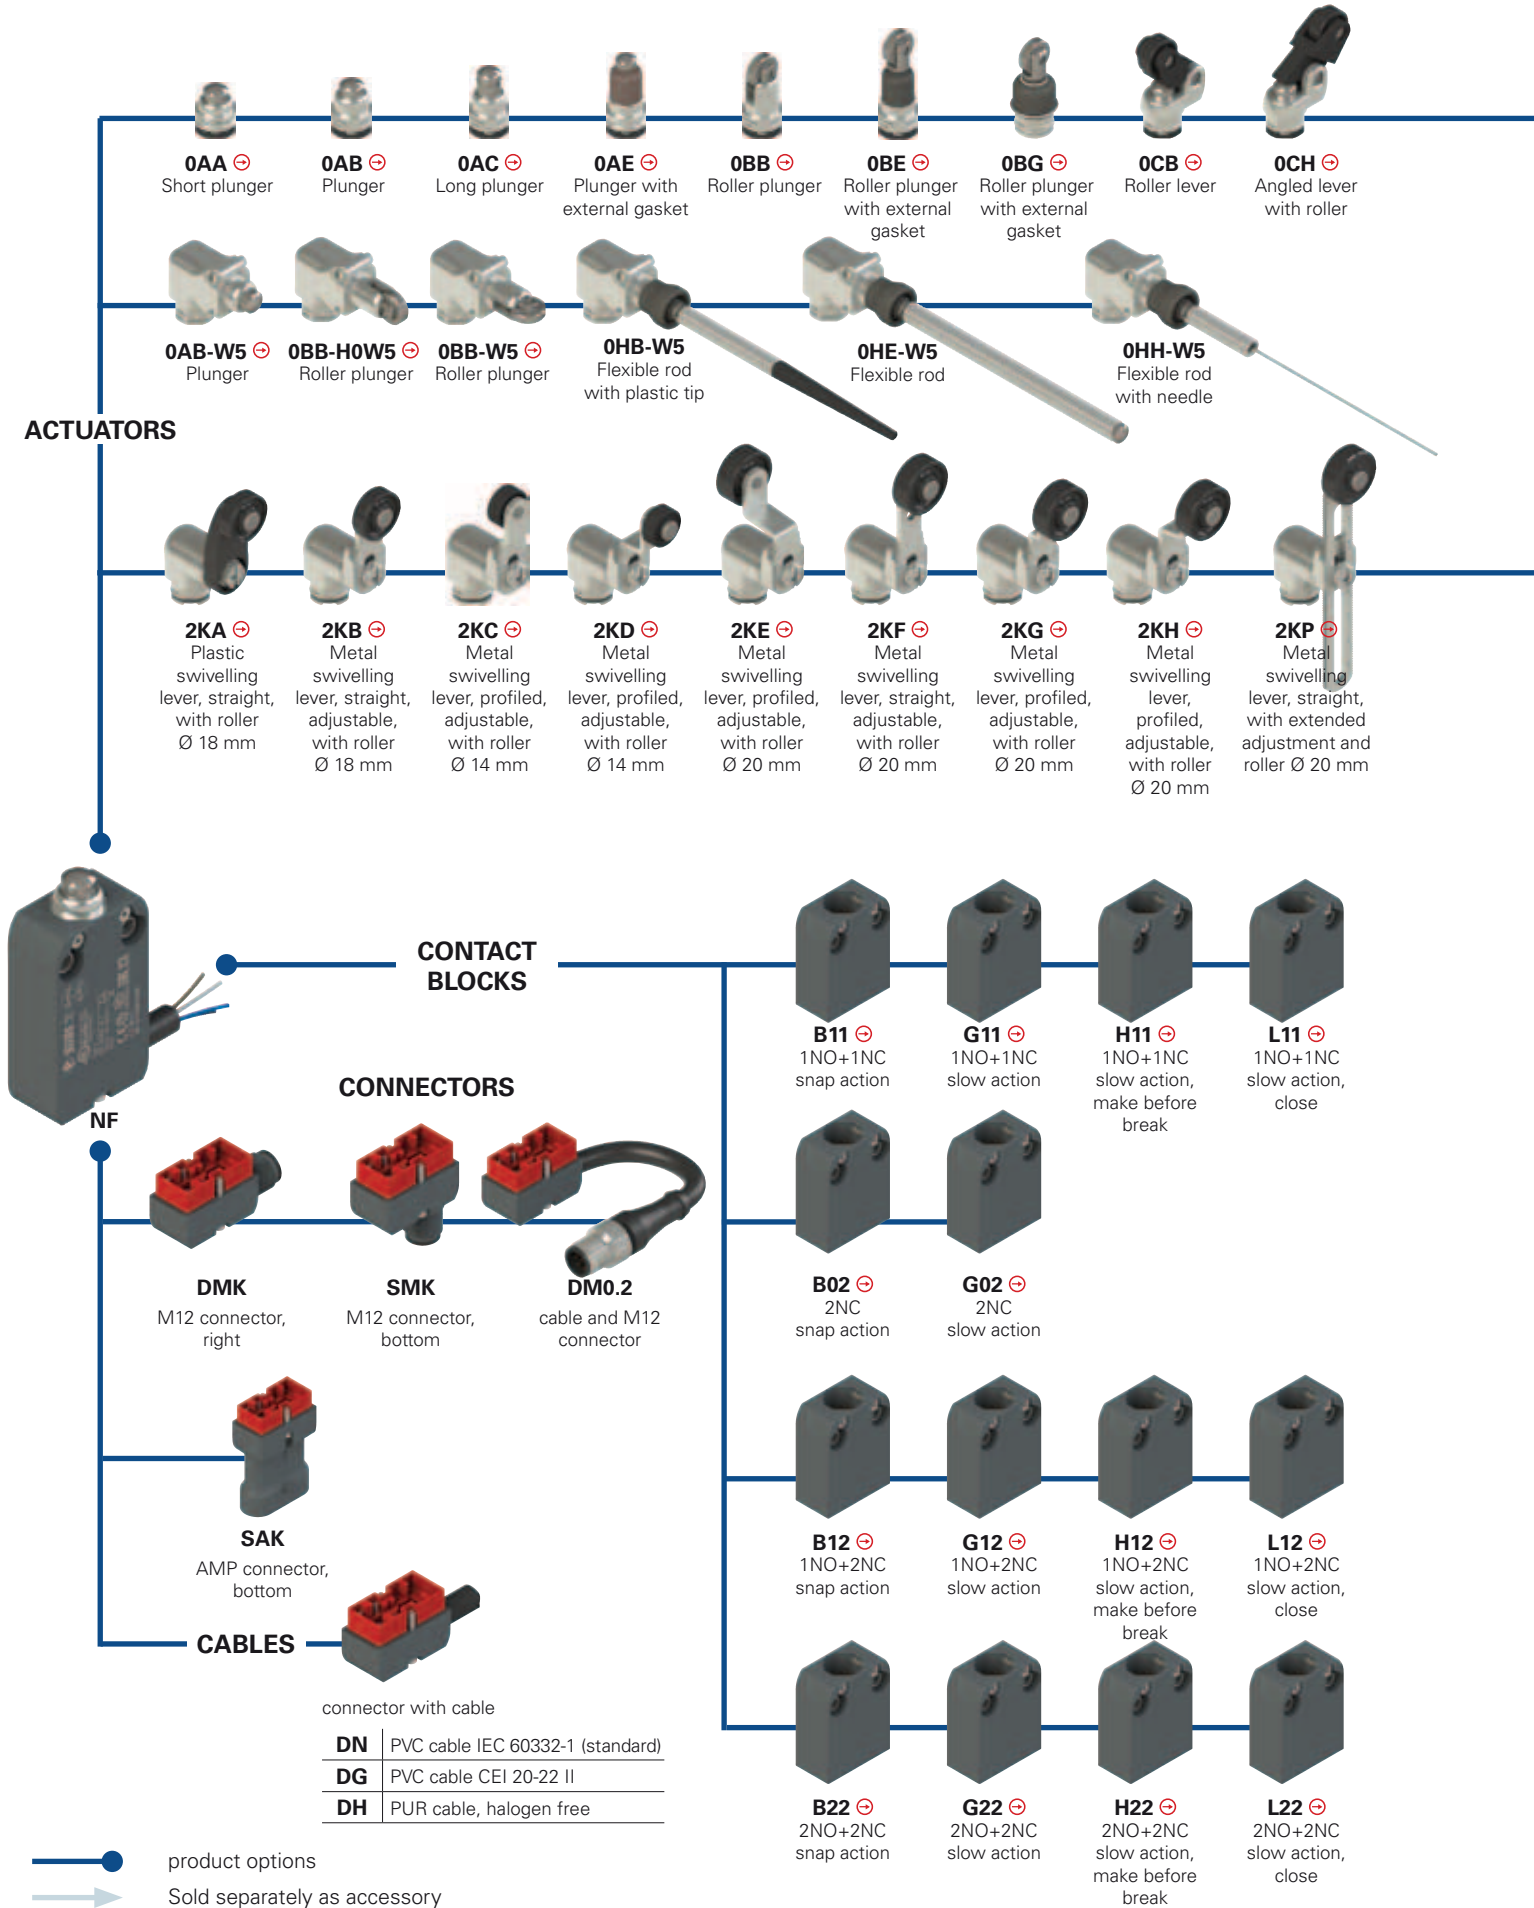 0AA
Short plunger
0AB
Plunger
0AC
Long plunger
0AE
Plunger with
external gasket
0BB
Roller plunger
0BE
Roller plunger
with external
gasket
0BG
Roller plunger
with external
gasket
0CB
Roller lever
0CH
Angled lever
with roller
0AB-W5
Plunger
0BB-H0W5
Roller plunger
0BB-W5
Roller plunger
0HB-W5
Flexible rod
with plastic tip
0HE-W5
Flexible rod
0HH-W5
Flexible rod
with needle
ACTUATORS
2KA
Plastic
swivelling
lever, straight,
with roller
Ø 18 mm
2KB
Metal
swivelling
lever, straight,
adjustable,
with roller
Ø 18 mm
2KC
Metal
swivelling
lever, profiled,
adjustable,
with roller
Ø 14 mm
2KD
Metal
swivelling
lever, profiled,
adjustable,
with roller
Ø 14 mm
2KE
Metal
swivelling
lever, profiled,
adjustable,
with roller
Ø 20 mm
2KF
Metal
swivelling
lever, straight,
adjustable,
with roller
Ø 20 mm
2KG
Metal
swivelling
lever, profiled,
adjustable,
with roller
Ø 20 mm
2KH
Metal
swivelling
lever,
profiled,
adjustable,
with roller
Ø 20 mm
2KP
Metal
swivelling
lever, straight,
with extended
adjustment and
roller Ø 20 mm
NF
CONTACT
BLOCKS
B11
1NO+1NC
snap action
G11
1NO+1NC
slow action
H11
1NO+1NC
slow action,
make before
break
L11
1NO+1NC
slow action,
close
B02
2NC
snap action
G02
2NC
slow action
B12
1NO+2NC
snap action
G12
1NO+2NC
slow action
H12
1NO+2NC
slow action,
make before
break
L12
1NO+2NC
slow action,
close
B22
2NO+2NC
snap action
G22
2NO+2NC
slow action
H22
2NO+2NC
slow action,
make before
break
L22
2NO+2NC
slow action,
close
CONNECTORS
DMK
M12 connector,
right
SMK
M12 connector,
bottom
DM0.2
cable and M12
connector
SAK
AMP connector,
bottom
CABLES
connector with cable
DN PVC cable IEC 60332-1 (standard)
DG PVC cable CEI 20-22 II
DH PUR cable, halogen free
product options
Sold separately as accessory